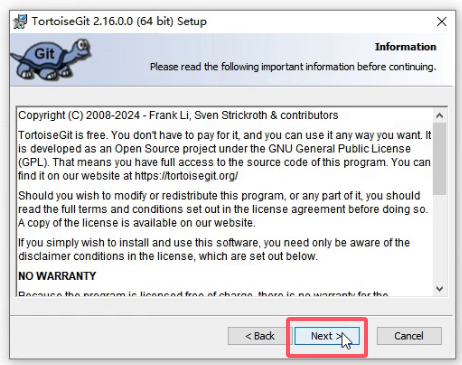 TortoiseGit 2.16.0.0 (64 bit) Setup
Git
Information
Please read the following important information before continuing.
Copyright (C) 2008-2024 - Frank Li, Sven Strickroth & contributors
TortoiseGit is free. You don't have to pay for it, and you can use it any way you want. It
is developed as an Open Source project under the GNU General Public License
(GPL). That means you have full access to the source code of this program. You can
find it on our website at https://tortoisegit.org/
Should you wish to modify or redistribute this program, or any part of it, you should
read the full terms and conditions set out in the license agreement before doing so.
A copy of the license is available on our website.
If you simply wish to install and use this software, you need only be aware of the
disclaimer conditions in the license, which are set out below.
NO WARRANTY
Because the program is licensed free of charge, there is no warranty for the
< Back
Next >
Cancel